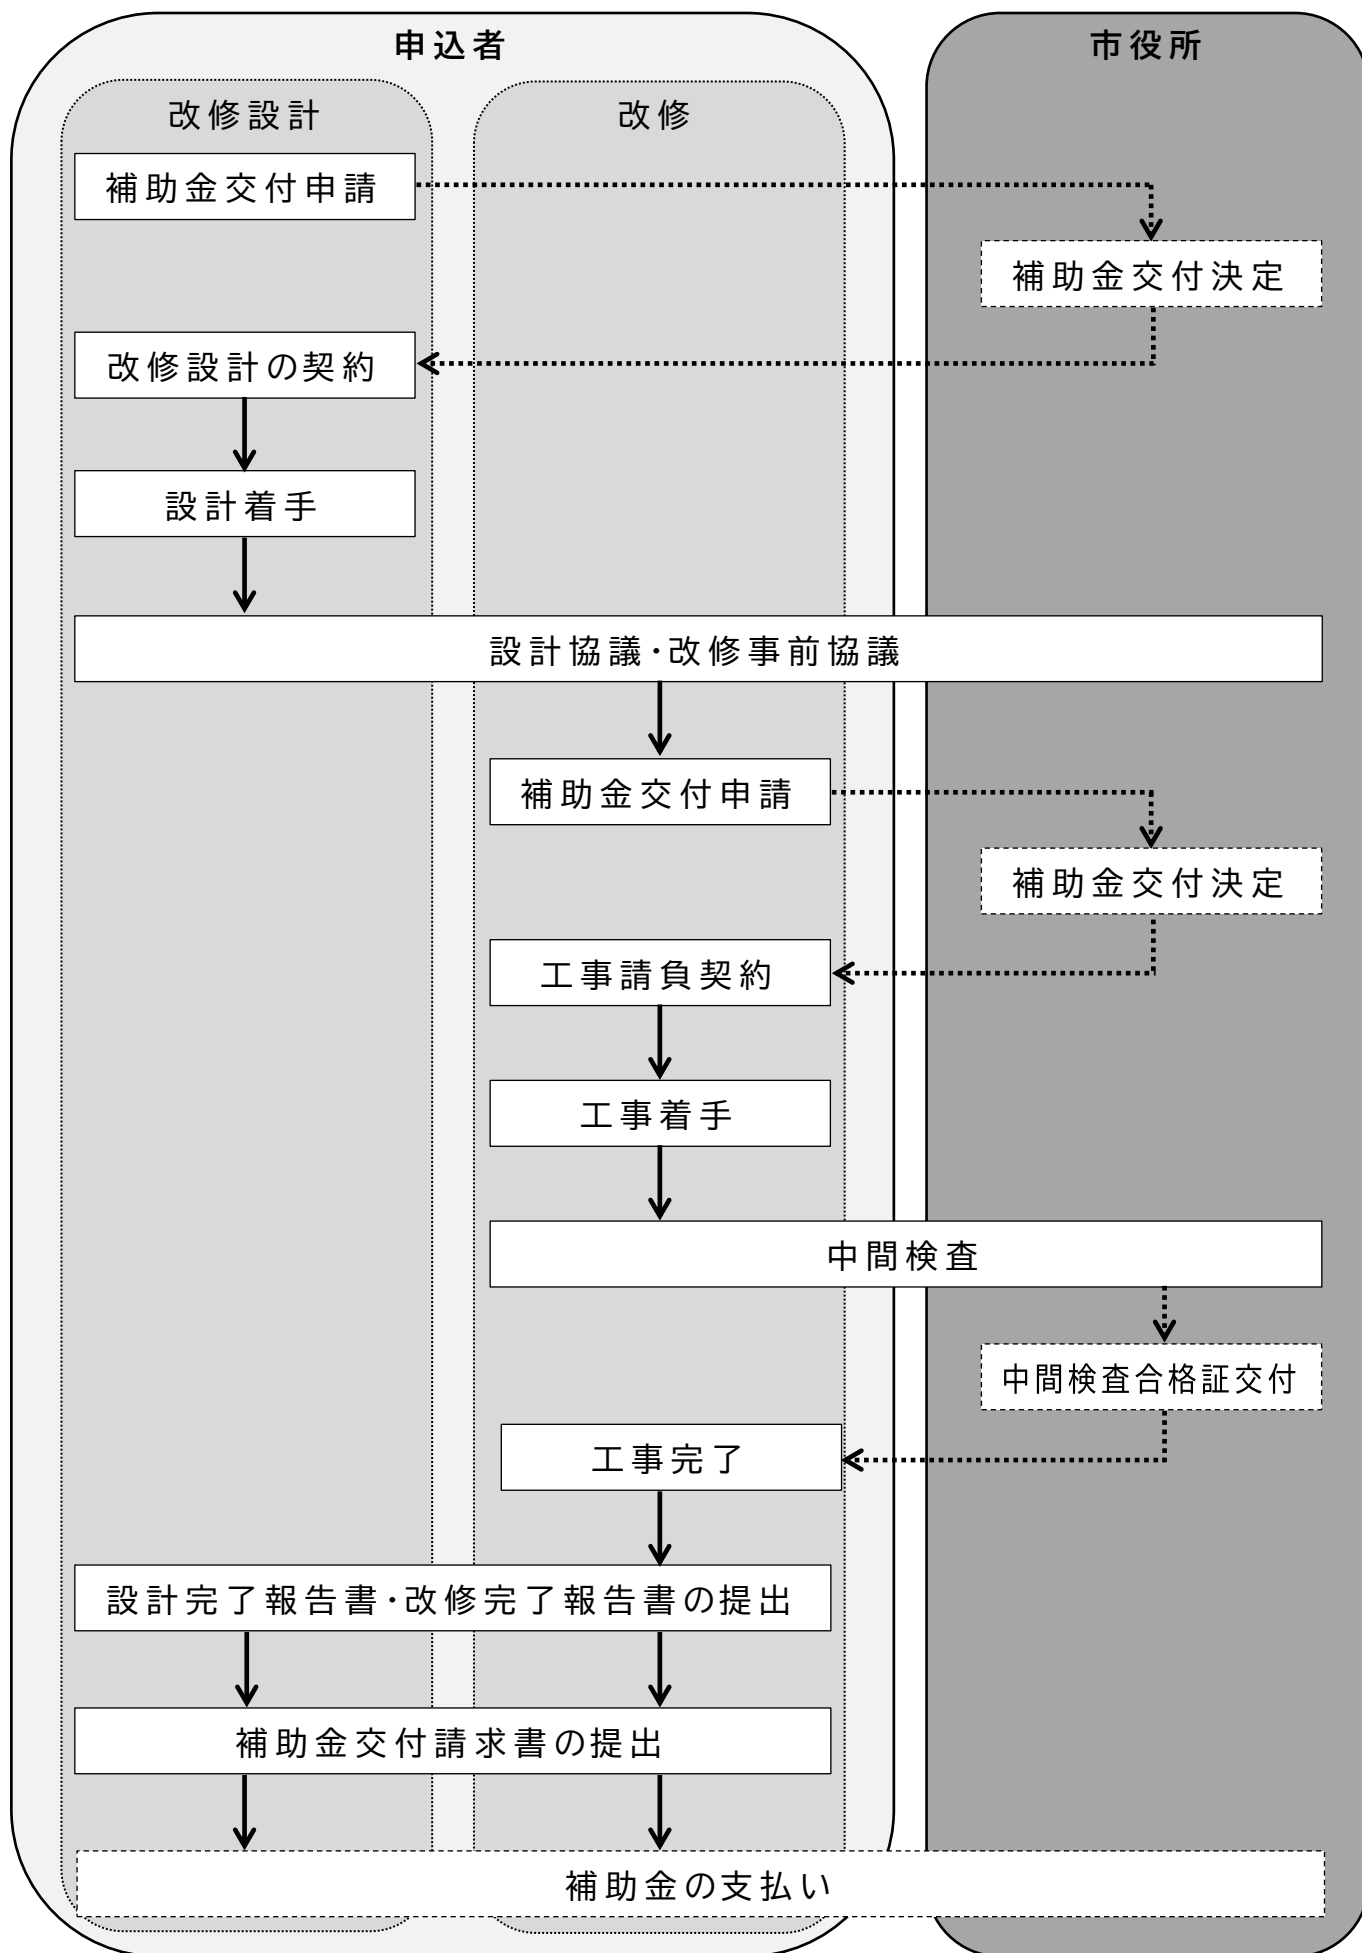 申込者
市役所
改修設計
改修
補助金交付申請
補助金交付決定
改修設計の契約
設計着手
設計協議・改修事前協議
補助金交付申請
補助金交付決定
工事請負契約
工事着手
中間検査
中間検査合格証交付
工事完了
設計完了報告書・改修完了報告書の提出
補助金交付請求書の提出
補助金の支払い